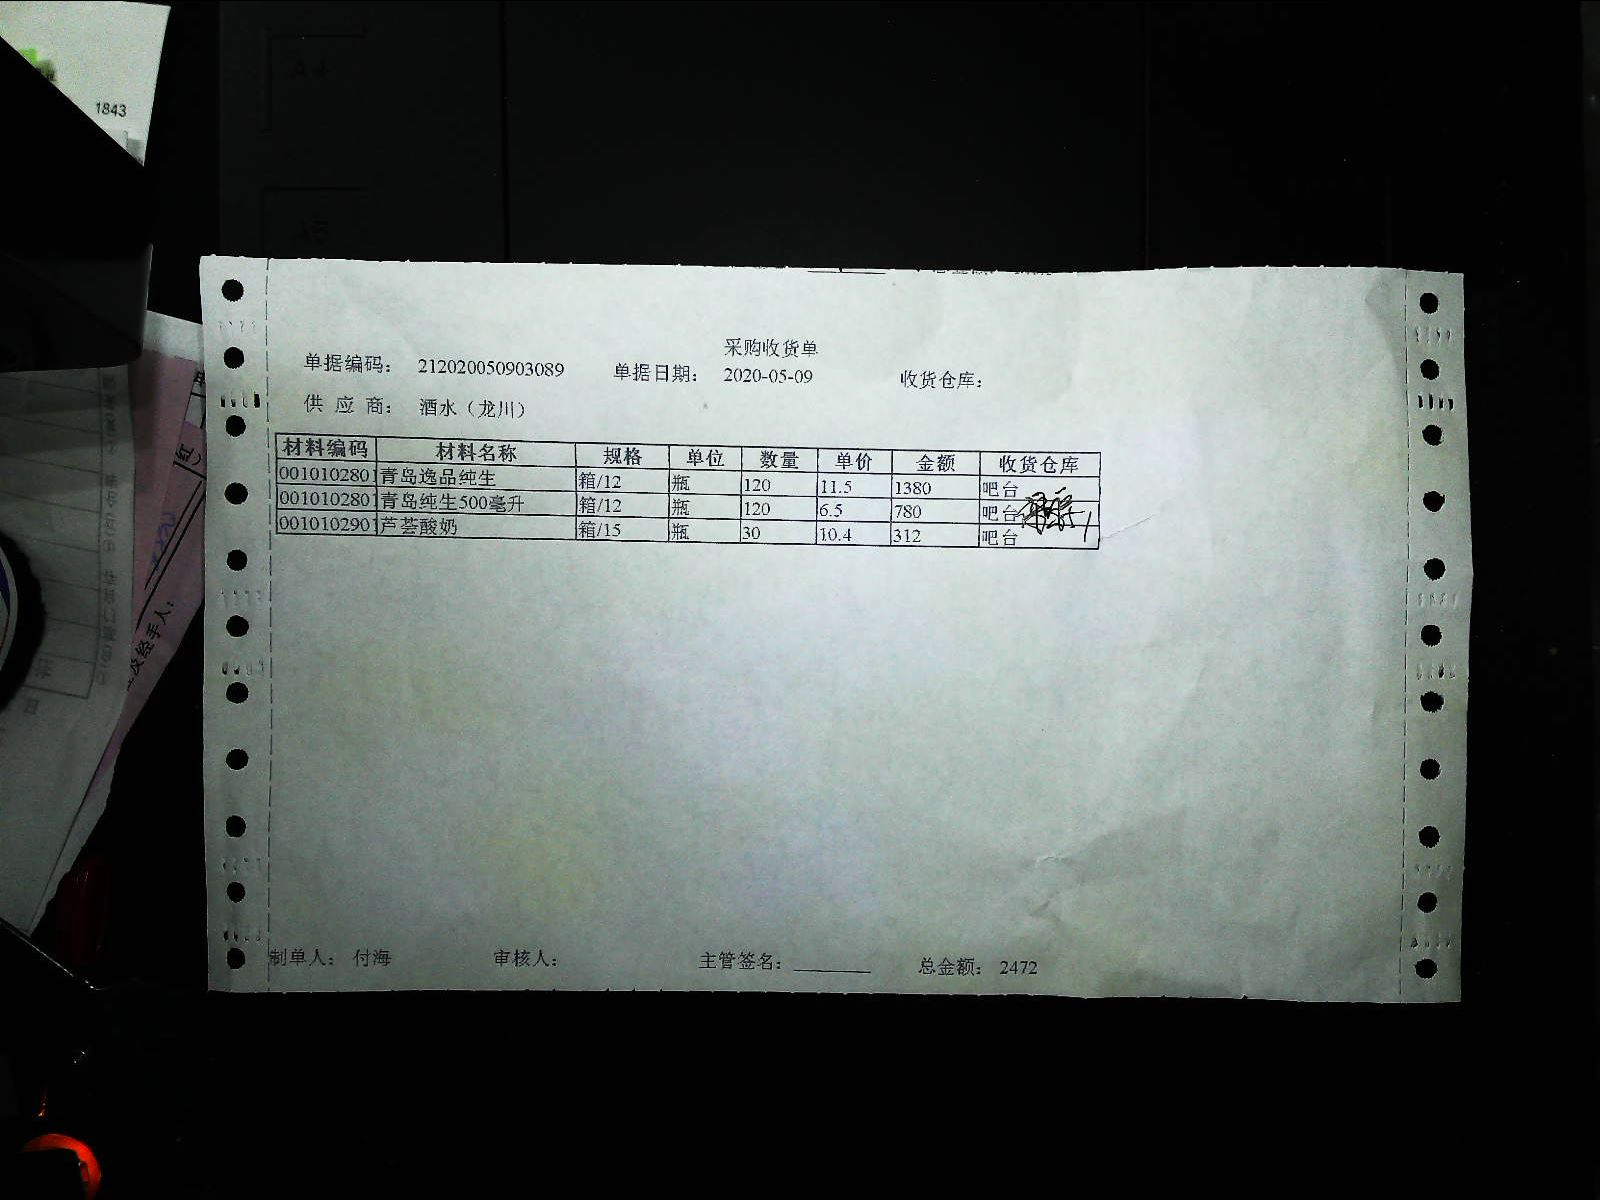 1843
采购收货单
单据编码： 212020050903089 单据日期： 2020-05-09 收货仓库：
供 应 商： 酒水（龙川）
材料编码 材料名称 规格 单位 数量 单价 金额 收货仓库
0010102801 青岛逸品纯生 箱/12 瓶 120 11.5 1380 吧台
0010102801 青岛纯生500毫升 箱/12 瓶 120 6.5 780 吧台
0010102901 芦荟酸奶 箱/15 瓶 30 10.4 312 吧台
制单人： 付海 审核人： 主管签名： 总金额： 2472
经手人：